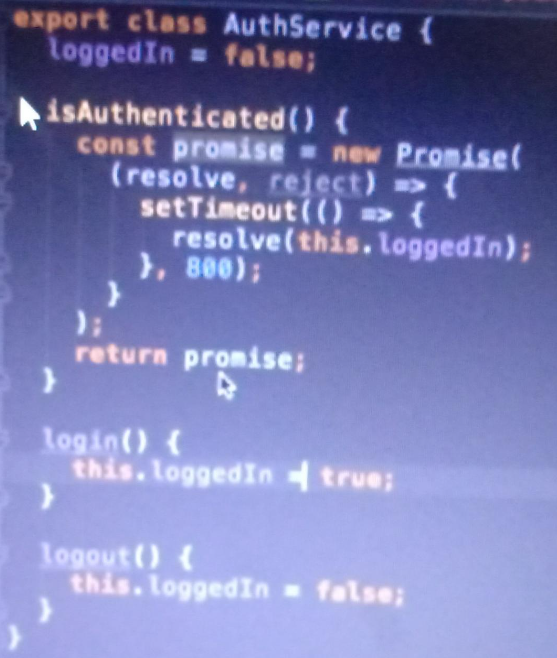 export class AuthService {
loggedIn = false;
isAuthenticated() {
const promise = new Promise(
(resolve, reject) => {
setTimeout(() => {
resolve(this.loggedIn);
}, 800);
}
);
return promise;
}
login() {
this.loggedIn = true;
}
logout() {
this.loggedIn = false;
}
}